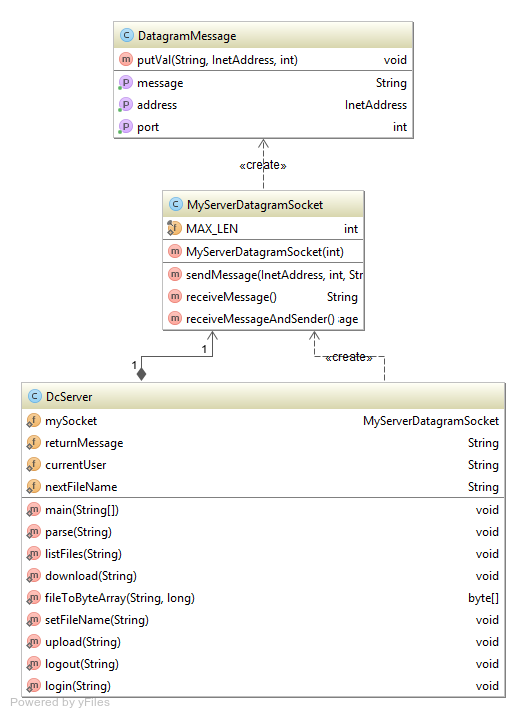 C DatagramMessage
m putVal(String, InetAddress, int) void
P message String
P address InetAddress
P port int
«create»
C MyServerDatagramSocket
f MAX_LEN int
m MyServerDatagramSocket(int)
m sendMessage(InetAddress, int, Str
m receiveMessage() String
m receiveMessageAndSender() sage
1
1
«create»
C DcServer
f mySocket MyServerDatagramSocket
f returnMessage String
f currentUser String
f nextFileName String
m main(String[]) void
m parse(String) void
m listFiles(String) void
m download(String) void
m fileToByteArray(String, long) byte[]
m setFileName(String) void
m upload(String) void
m logout(String) void
m login(String) void
Powered by yFiles